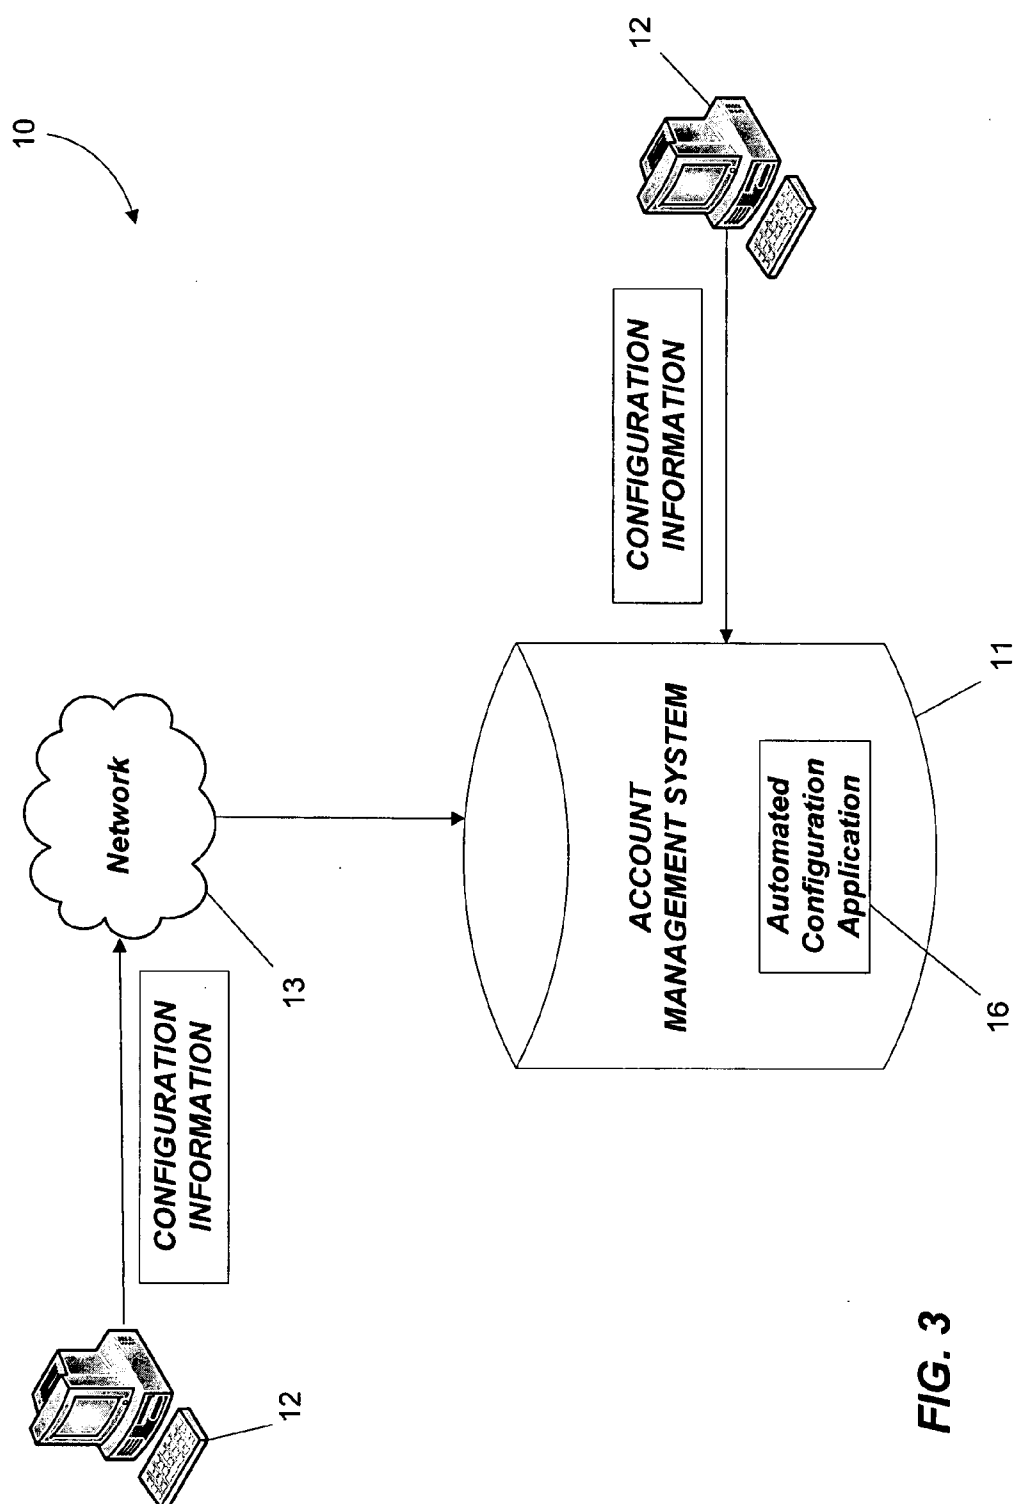 10
12
Network
13
CONFIGURATION
INFORMATION
12
CONFIGURATION
INFORMATION
ACCOUNT
MANAGEMENT SYSTEM
Automated
Configuration
Application
16
11
FIG. 3